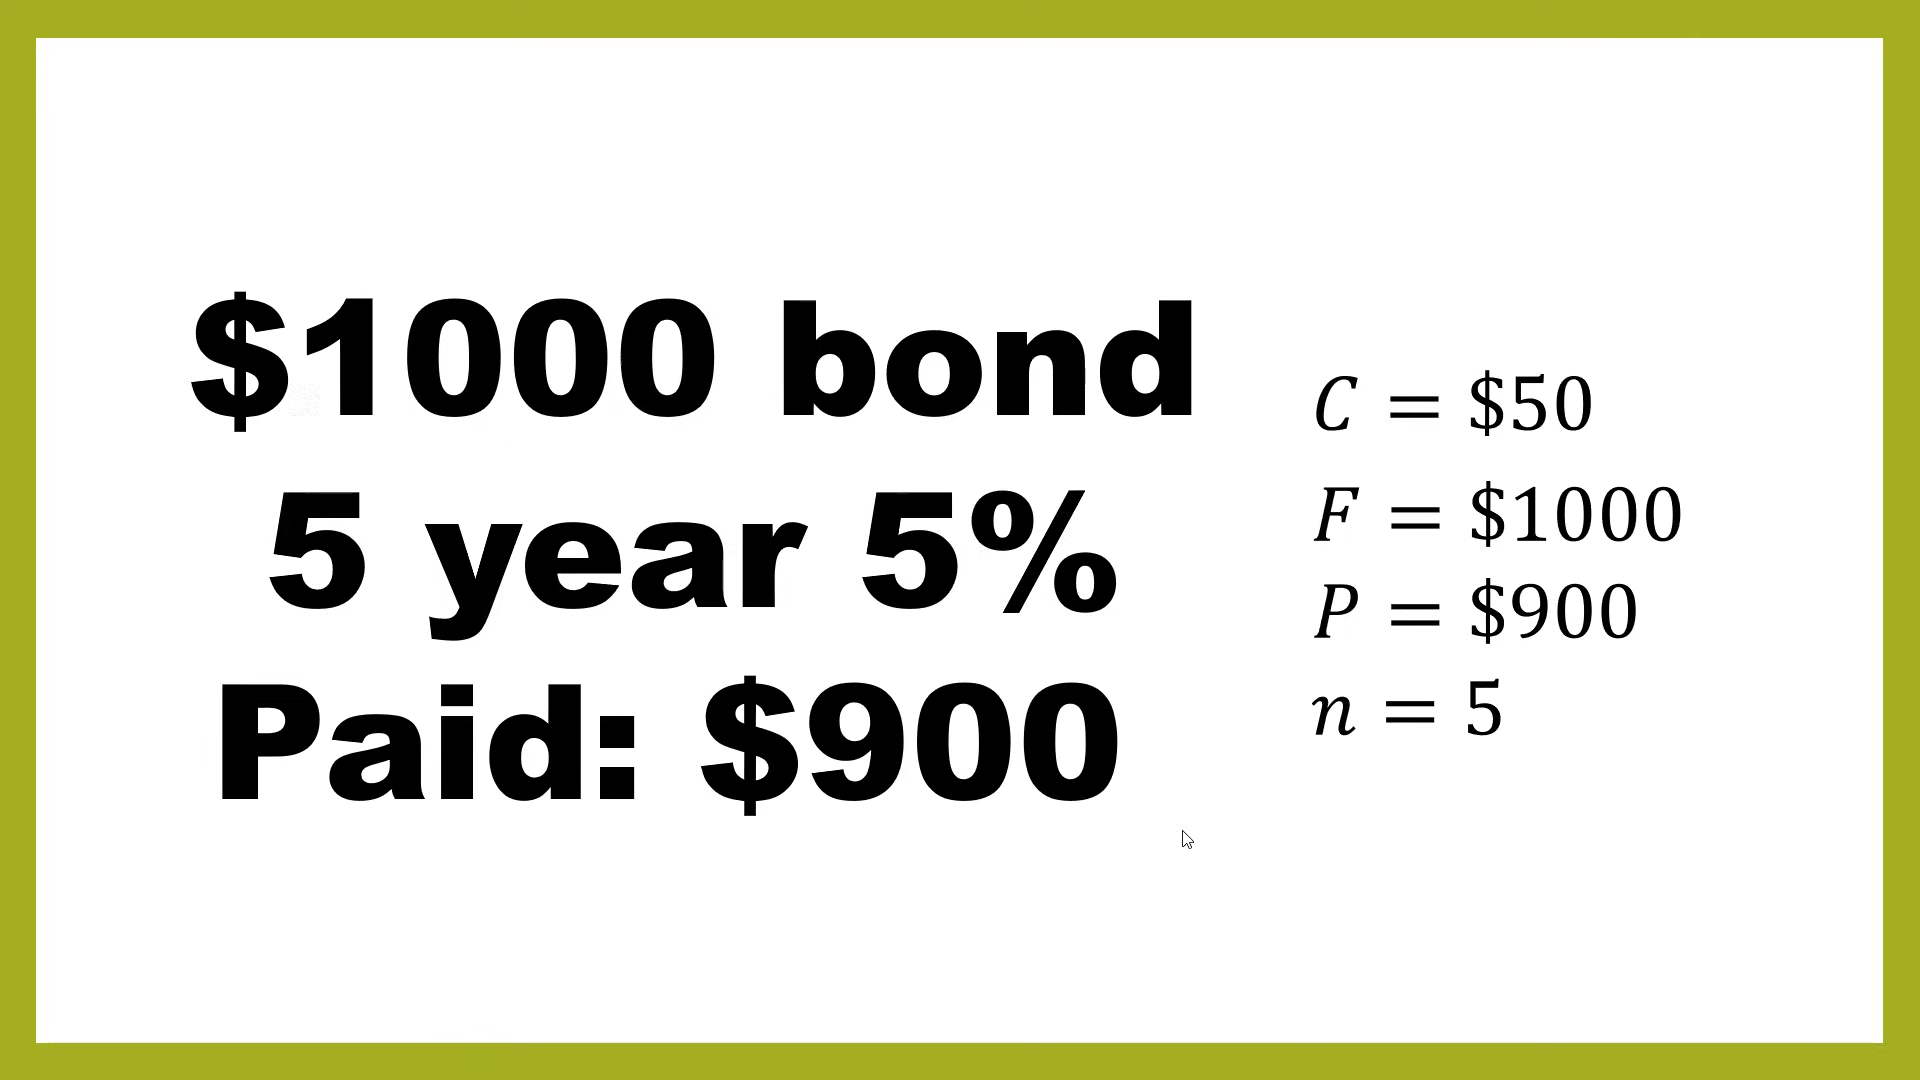 $1000 bond
5 year 5%
Paid: $900
C = $50
F = $1000
P = $900
n = 5